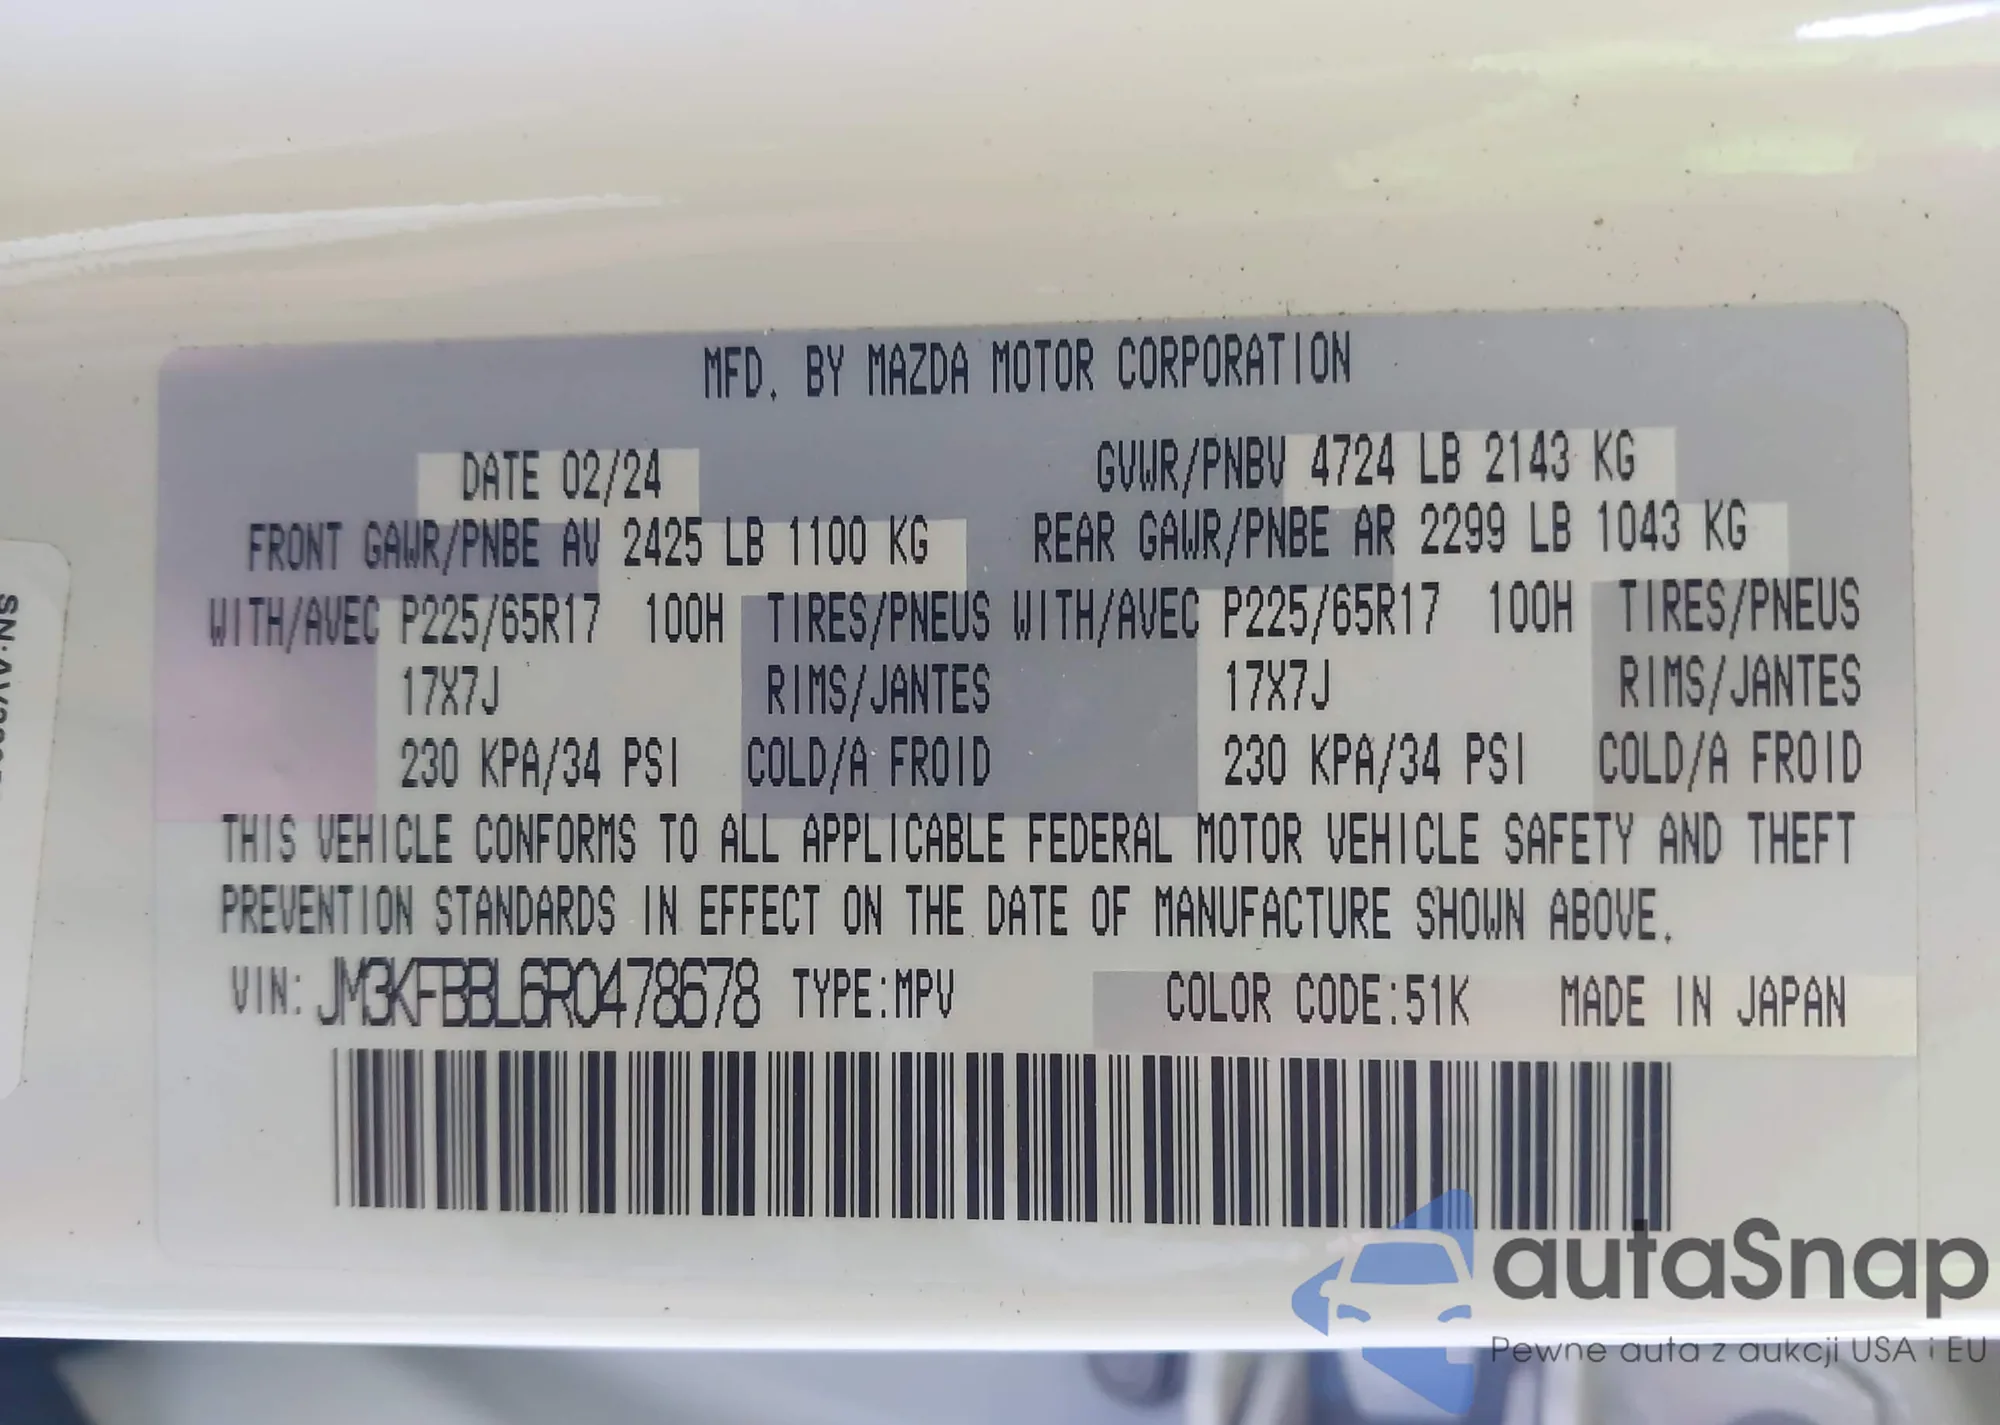 MFD. BY MAZDA MOTOR CORPORATION
DATE 02/24 GVWR/PNBV 4724 LB 2143 KG
FRONT GAWR/PNBE AV 2425 LB 1100 KG REAR GAWR/PNBE AR 2299 LB 1043 KG
WITH/AVEC P225/65R17 100H TIRES/PNEUS WITH/AVEC P225/65R17 100H TIRES/PNEUS
17X7J RIMS/JANTES 17X7J RIMS/JANTES
230 KPA/34 PSI COLD/A FROID 230 KPA/34 PSI COLD/A FROID
THIS VEHICLE CONFORMS TO ALL APPLICABLE FEDERAL MOTOR VEHICLE SAFETY AND THEFT
PREVENTION STANDARDS IN EFFECT ON THE DATE OF MANUFACTURE SHOWN ABOVE.
VIN: JM3KFBBL6R0478678 TYPE:MPV COLOR CODE:51K MADE IN JAPAN
autaSnap
Pewne auta z aukcji USA i EU